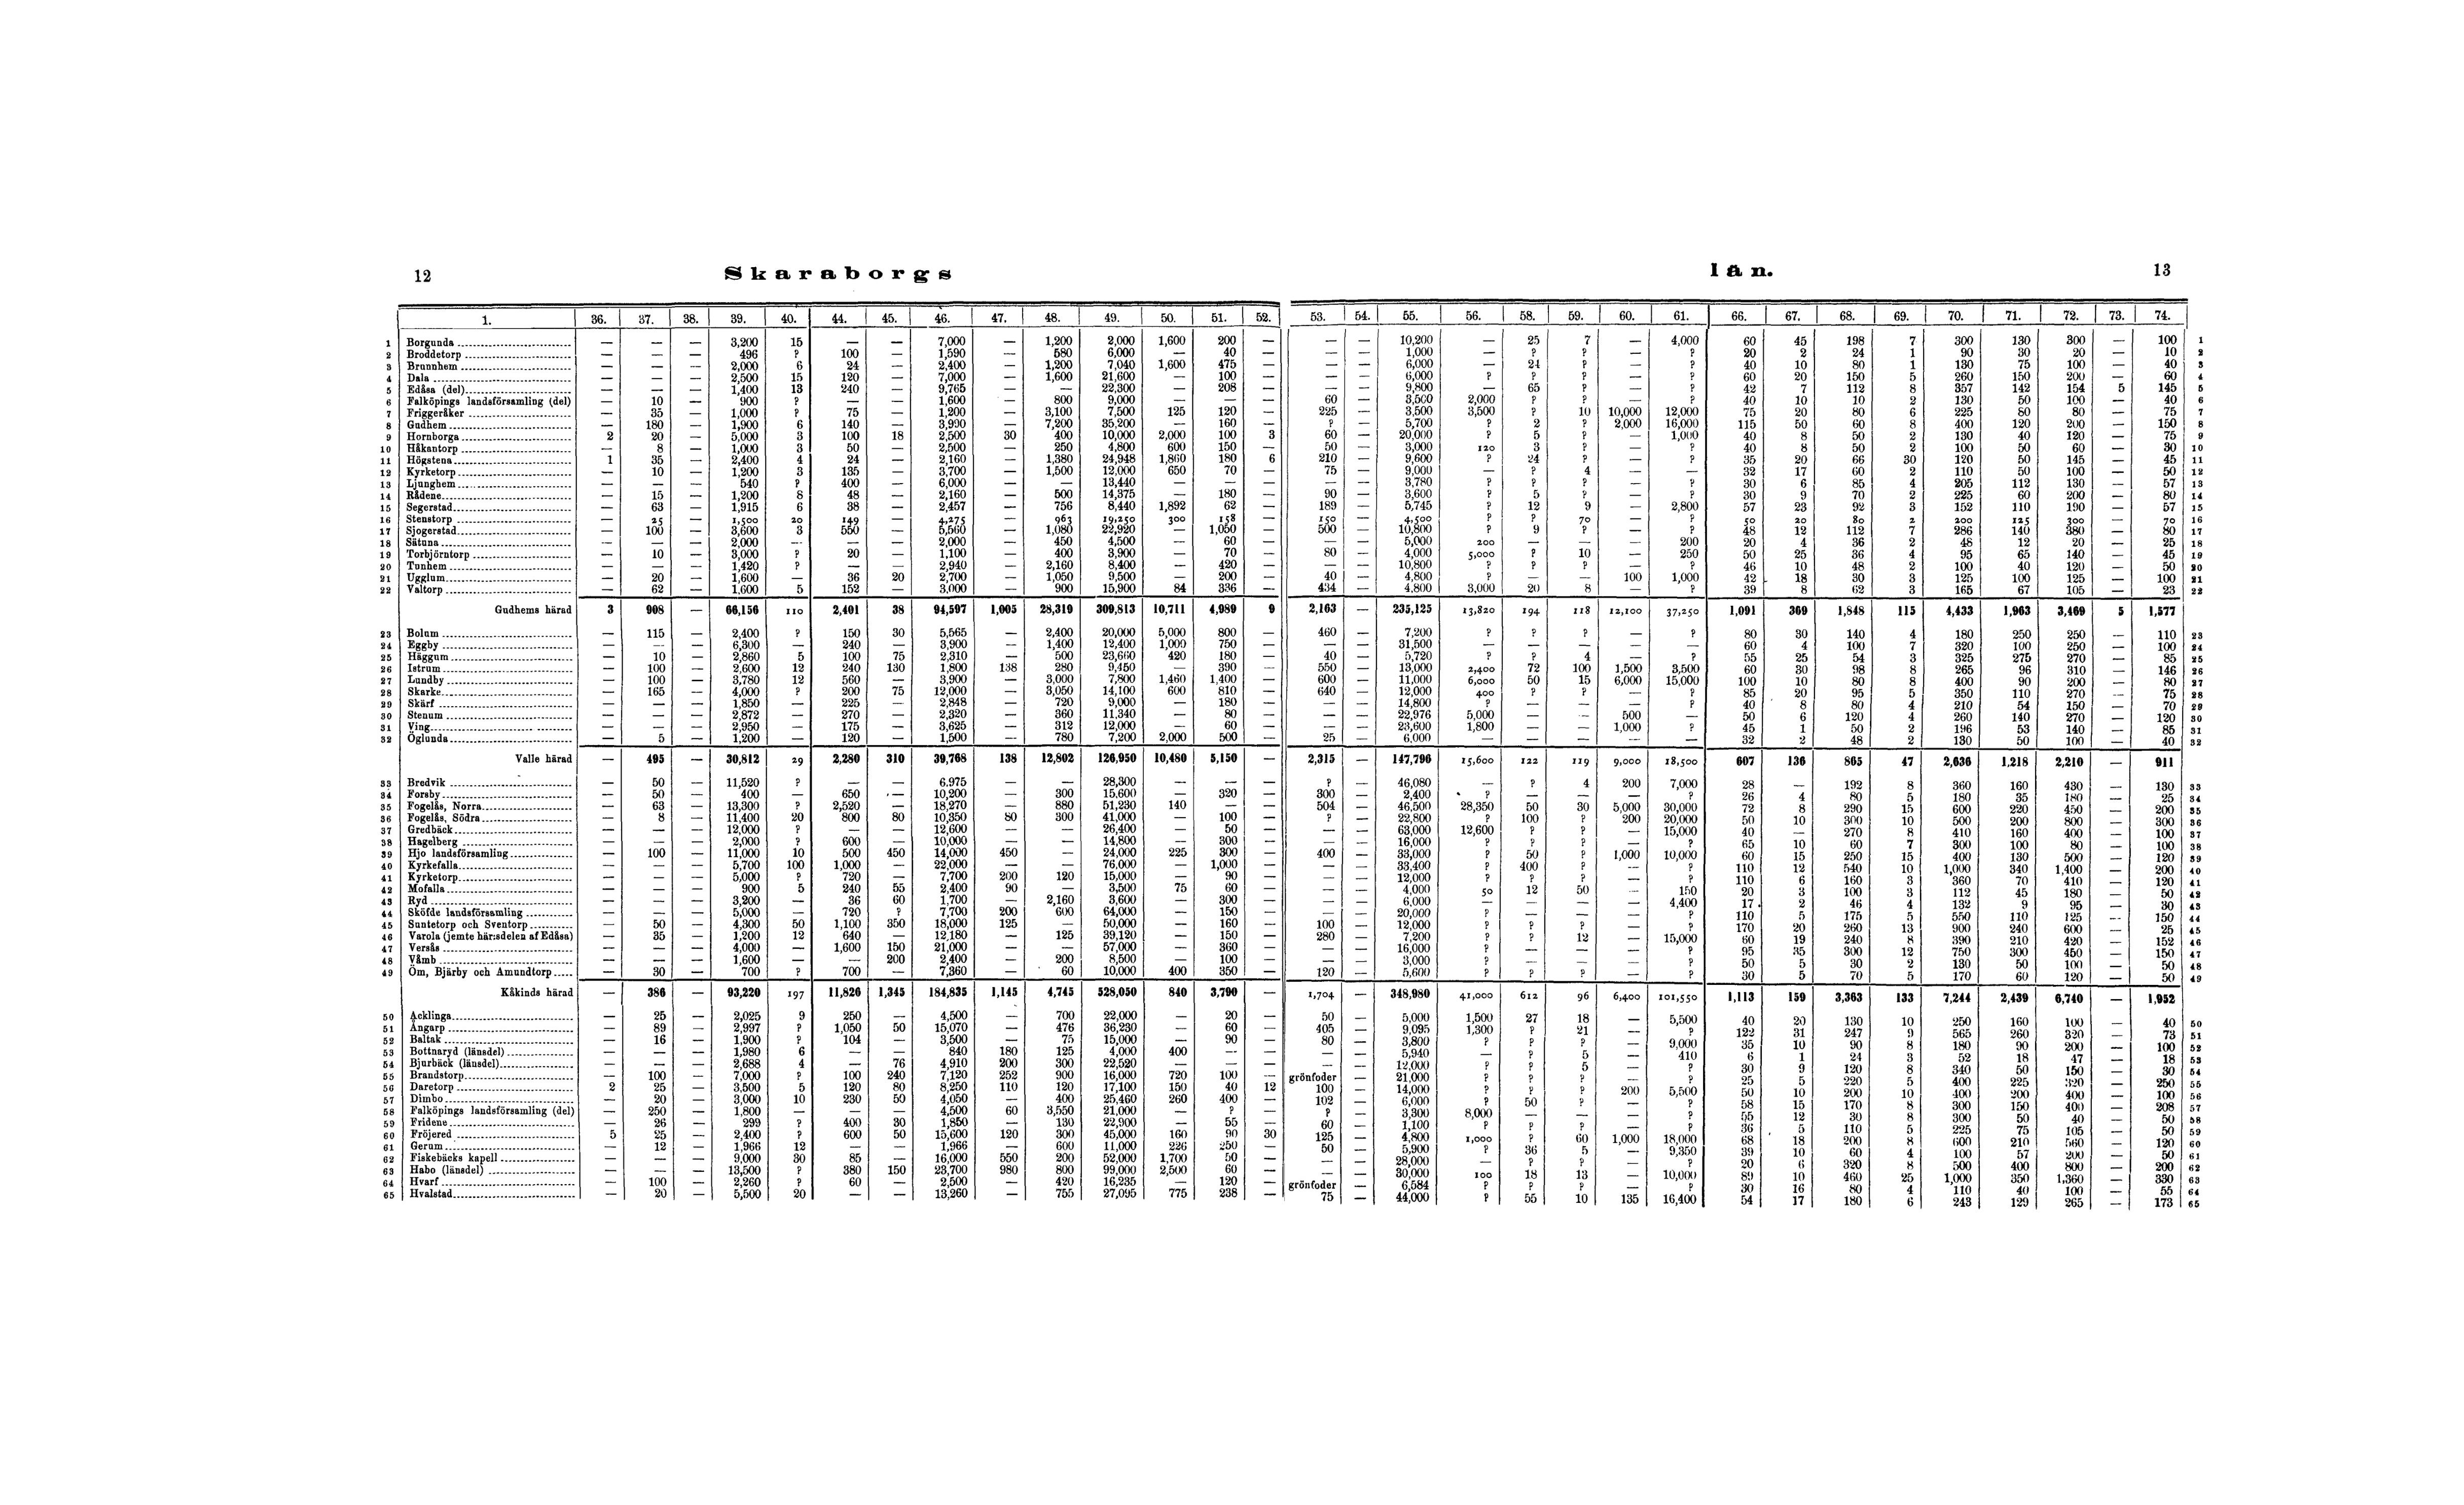 12 Skaraborgs län. 13
1. 36. 37. 38. 39. 40. 44. 45. 46. 47. 48. 49. 50. 51. 52. 53. 54. 55. 56. 58. 59. 60. 61. 66. 67. 68. 69. 70. 71. 72. 73. 74.
1 Borgunda — — — 3,200 15 — — 7,000 — 1,200 2,000 1,600 200 — — — 10,200 — 25 7 — 4,000 60 45 198 7 300 130 300 — 100 1
2 Broddetorp — — — 496 ? 100 — 1,590 — 580 6,000 — 40 — — — 1,000 — ? ? — ? 20 2 24 1 90 30 20 — 10 2
3 Brunnhem — — — 2,000 6 24 — 2,400 — 1,200 7,040 1,600 475 — — — 6,000 ? 24 ? — ? 40 10 80 1 130 75 100 — 40 3
4 Dala — — — 2,500 15 120 — 7,000 — 1,600 21,600 — 100 — — — 6,000 ? ? ? — ? 60 20 150 5 260 150 200 — 60 4
5 Edåsa (del) — — — 1,400 13 240 — 9,765 — — 22,300 — 208 — — — 9,800 — 65 ? — ? 42 7 112 8 357 142 154 5 145 5
6 Falköpings landsförsamling (del) — 10 — 900 ? — — 1,600 — 800 9,000 — — — 60 — 3,500 2,000 ? ? — ? 40 10 10 2 130 50 100 — 40 6
7 Friggeråker — 35 — 1,000 ? 75 — 1,200 — 3,100 7,500 125 120 — 225 — 3,500 3,500 ? 10 10,000 12,000 75 20 80 6 225 80 80 — 75 7
8 Gudhem — 180 — 1,900 6 140 — 3,990 — 7,200 35,200 — 160 — ? — 5,700 ? 2 ? 2,000 16,000 115 50 60 8 400 120 200 — 150 8
9 Hornborga 2 20 — 5,000 3 100 18 2,500 30 400 10,000 2,000 100 3 60 — 20,000 ? 5 ? — 1,000 40 8 50 2 130 40 120 — 75 9
10 Håkantorp — 8 — 1,000 3 50 — 2,500 — 250 4,800 600 150 — 50 — 3,000 120 3 ? — ? 40 8 50 2 100 50 60 — 30 10
11 Högstena 1 35 — 2,400 4 24 — 2,160 — 1,380 24,948 1,860 180 6 210 — 9,600 ? 24 ? — ? 35 20 66 30 120 50 145 — 45 11
12 Kyrketorp — 10 — 1,200 3 135 — 3,700 — 1,500 12,000 650 70 — 75 — 9,000 — ? 4 — — 32 17 60 2 110 50 100 — 50 12
13 Ljunghem — — — 540 ? 400 — 6,000 — — 13,440 — — — — — 3,780 ? ? ? — ? 30 6 85 4 205 112 130 — 57 13
14 Rådene — 15 — 1,200 8 48 — 2,160 — 500 14,375 — 180 — 90 — 3,600 ? 5 ? — ? 30 9 70 2 225 60 200 — 80 14
15 Segerstad — 63 — 1,915 6 38 — 2,457 — 756 8,440 1,892 62 — 189 — 5,745 ? 12 9 — 2,800 57 23 92 3 152 110 190 — 57 15
16 Stenstorp — 25 — 1,500 20 149 — 4,275 — 963 19,250 300 158 — 150 — 4,500 ? ? 70 — ? 50 20 80 2 200 125 300 — 70 16
17 Sjogerstad — 100 — 3,600 3 550 — 5,560 — 1,080 22,920 — 1,050 — 500 — 10,800 ? 9 ? — ? 48 12 112 7 286 140 380 — 80 17
18 Sätuna — — — 2,000 — — — 2,000 — 450 4,500 — 60 — — — 5,000 200 — — — 200 20 4 36 2 48 12 20 — 25 18
19 Torbjörntorp — 10 — 3,000 ? 20 — 1,100 — 400 3,900 — 70 — 80 — 4,000 5,000 ? 10 — 250 50 25 36 4 95 65 140 — 45 19
20 Tunhem — — — 1,420 ? — — 2,940 — 2,160 8,400 — 420 — — — 10,800 ? ? ? — ? 46 10 48 2 100 40 120 — 50 20
21 Ugglum — 20 — 1,600 — 36 20 2,700 — 1,050 9,500 — 200 — 40 — 4,800 ? — — 100 1,000 42 18 30 3 125 100 125 — 100 21
22 Valtorp — 62 — 1,600 5 152 — 3,000 — 900 15,900 84 336 — 434 — 4,800 3,000 20 8 — ? 39 8 62 3 165 67 105 — 23 22
Gudhems härad 3 908 — 66,156 110 2,401 38 94,597 1,005 28,319 309,813 10,711 4,989 9 2,163 — 235,125 13,820 194 118 12,100 37,250 1,091 369 1,848 115 4,433 1,963 3,469 5 1,577
23 Bolum — 115 — 2,400 ? 150 30 5,565 — 2,400 20,000 5,000 800 — 460 — 7,200 ? ? ? — ? 80 30 140 4 180 250 250 — 110 23
24 Eggby — — — 6,300 — 240 — 3,900 — 1,400 12,400 1,000 750 — — — 31,500 — — — — — 60 4 100 7 320 100 250 — 100 24
25 Häggum — 10 — 2,860 5 100 75 2,310 — 500 23,660 420 180 — 40 — 5,720 ? ? 4 — ? 55 25 54 3 325 275 270 — 85 25
26 Istrum — 100 — 2,600 12 240 130 1,800 138 280 9,450 — 390 — 550 — 13,000 2,400 72 100 1,500 3,500 60 30 98 8 265 96 310 — 146 26
27 Lundby — 100 — 3,780 12 560 — 3,900 — 3,000 7,800 1,460 1,400 — 600 — 11,000 6,000 50 15 6,000 15,000 100 10 80 8 400 90 200 — 80 27
28 Skarke — 165 — 4,000 ? 200 75 12,000 — 3,050 14,100 600 810 — 640 — 12,000 400 ? ? — ? 85 20 95 5 350 110 270 — 75 28
29 Skärf — — — 1,850 — 225 — 2,848 — 720 9,000 — 180 — — — 14,800 ? — — — ? 40 8 80 4 210 54 150 — 70 29
30 Stenum — — — 2,872 — 270 — 2,320 — 360 11,340 — 80 — — — 22,976 5,000 — — 500 — 50 6 120 4 260 140 270 — 120 30
31 Ving — — — 2,950 — 175 — 3,625 — 312 12,000 — 60 — — — 23,600 1,800 — — 1,000 ? 45 1 50 2 196 53 140 — 85 31
32 Öglunda — 5 — 1,200 — 120 — 1,500 — 780 7,200 2,000 500 — 25 — 6,000 — — — — — 32 2 48 2 130 50 100 — 40 32
Valle härad — 495 — 30,812 29 2,280 310 39,768 138 12,802 126,950 10,480 5,150 — 2,315 — 147,796 15,600 122 119 9,000 18,500 607 136 865 47 2,636 1,218 2,210 — 911
33 Bredvik — 50 — 11,520 ? — — 6,975 — — 28,300 — — — ? — 46,080 — ? 4 200 7,000 28 — 192 8 360 160 430 — 130 33
34 Forsby — 50 — 400 — 650 — 10,200 — 300 15,600 — 320 — 300 — 2,400 ? — — — ? 26 4 80 5 180 35 180 — 25 34
35 Fogelås, Norra — 63 — 13,300 ? 2,520 — 18,270 — 880 51,230 140 — — 504 — 46,500 28,350 50 30 5,000 30,000 72 8 290 15 600 220 450 — 200 35
36 Fogelås, Södra — 8 — 11,400 20 800 80 10,350 80 300 41,000 — 100 — ? — 22,800 ? 100 ? 200 20,000 50 10 300 10 500 200 800 — 300 36
37 Gredbäck — — — 12,000 ? — — 12,600 — — 26,400 — 50 — — — 63,000 12,600 ? ? — 15,000 40 — 270 8 410 160 400 — 100 37
38 Hagelberg — — — 2,000 ? 600 — 10,000 — — 14,800 — 300 — — — 16,000 ? ? ? — ? 65 10 60 7 300 100 80 — 100 38
39 Hjo landsförsamling — 100 — 11,000 10 500 450 14,000 450 — 24,000 225 300 — 400 — 33,000 ? 50 ? 1,000 10,000 60 15 250 15 400 130 500 — 120 39
40 Kyrkefalla — — — 5,700 100 1,000 — 22,000 — — 76,000 — 1,000 — — — 33,400 ? 400 ? — ? 110 12 540 10 1,000 340 1,400 — 200 40
41 Kyrketorp — — — 5,000 ? 720 — 7,700 200 120 15,000 — 90 — — — 12,000 ? ? ? — ? 110 6 160 3 360 70 410 — 120 41
42 Mofalla — — — 900 5 240 55 2,400 90 — 3,500 75 60 — — — 4,000 50 12 50 — 150 20 3 100 3 112 45 180 — 50 42
43 Ryd — — — 3,200 — 36 60 1,700 — 2,160 3,600 — 300 — — — 6,000 — — — — 4,400 17 2 46 4 132 9 95 — 30 43
44 Sköfde landsförsamling — — — 5,000 — 720 ? 7,700 200 600 64,000 — 150 — — — 20,000 ? — — — ? 110 5 175 5 550 110 125 — 150 44
45 Suntetorp och Sventorp — 50 — 4,300 50 1,100 350 18,000 125 — 50,000 — 160 — 100 — 12,000 ? ? ? — ? 170 20 260 13 900 240 600 — 25 45
46 Varola (jemte här:sdelen af Edåsa) — 35 — 1,200 12 640 — 12,180 — 125 39,120 — 150 — 280 — 7,200 ? ? 12 — 15,000 60 19 240 8 390 210 420 — 152 46
47 Versås — — — 4,000 — 1,600 150 21,000 — — 57,000 — 360 — — — 16,000 ? — — — ? 95 35 300 12 750 300 450 — 150 47
48 Våmb — — — 1,600 — — 200 2,400 — 200 8,500 — 100 — — — 3,000 ? — — — ? 50 5 30 2 130 50 100 — 50 48
49 Öm, Bjärby och Amundtorp — 30 — 700 ? 700 — 7,360 — 60 10,000 400 350 — 120 — 5,600 ? ? ? — ? 30 5 70 5 170 60 120 — 50 49
Kåkinds härad — 386 — 93,220 197 11,826 1,345 184,835 1,145 4,745 528,050 840 3,790 — 1,704 — 348,980 41,000 612 96 6,400 101,550 1,113 159 3,363 133 7,244 2,439 6,740 — 1,952
50 Acklinga — 25 — 2,025 9 250 — 4,500 — 700 22,000 — 20 — 50 — 5,000 1,500 27 18 — 5,500 40 20 130 10 250 160 100 — 40 50
51 Ångarp — 89 — 2,997 ? 1,050 50 15,070 — 476 36,230 — 60 — 405 — 9,095 1,300 ? 21 — ? 122 31 247 9 565 260 320 — 73 51
52 Baltak — 16 — 1,900 ? 104 — 3,500 — 75 15,000 — 90 — 80 — 3,800 ? ? ? — 9,000 35 10 90 8 180 90 200 — 100 52
53 Bottnaryd (länsdel) — — — 1,980 6 — — 840 180 125 4,000 400 — — — — 5,940 — ? 5 — 410 6 1 24 3 52 18 47 — 18 53
54 Bjurbäck (länsdel) — — — 2,688 4 — 76 4,910 200 300 22,520 — — — — — 12,000 ? ? 5 — ? 30 9 120 8 340 50 150 — 30 54
55 Brandstorp — 100 — 7,000 ? 100 240 7,120 252 900 16,000 720 100 — grönfoder — 21,000 ? ? ? — ? 25 5 220 5 400 225 320 — 250 55
56 Daretorp 2 25 — 3,500 5 120 80 8,250 110 120 17,100 150 40 12 100 — 14,000 ? ? ? 200 5,500 50 10 200 10 400 200 400 — 100 56
57 Dimbo — 20 — 3,000 10 230 50 4,050 — 400 25,460 260 400 — 102 — 6,000 ? 50 ? — ? 58 15 170 8 300 150 400 — 208 57
58 Falköpings landsförsamling (del) — 250 — 1,800 — — — 4,500 60 3,550 21,000 — ? — ? — 3,300 8,000 — — — ? 55 12 30 8 300 50 40 — 50 58
59 Fridene — 26 — 299 ? 400 30 1,850 — 130 22,900 — 55 — 60 — 1,100 ? ? ? — ? 36 5 110 5 225 75 105 — 50 59
60 Fröjered 5 25 — 2,400 ? 600 50 15,600 120 300 45,000 160 90 30 125 — 4,800 1,000 ? 60 1,000 18,000 68 18 200 8 600 210 560 — 120 60
61 Gerum — 12 — 1,966 12 — — 1,966 — 600 11,000 226 250 — 50 — 5,900 ? 36 5 — 9,350 39 10 60 4 100 57 200 — 50 61
62 Fiskebäcks kapell — — — 9,000 30 85 — 16,000 550 200 52,000 1,700 50 — — — 28,000 — ? ? — ? 20 6 320 8 500 400 800 — 200 62
63 Habo (länsdel) — — — 13,500 ? 380 150 23,700 980 800 99,000 2,500 60 — — — 30,000 100 18 13 — 10,000 89 10 460 25 1,000 350 1,360 — 330 63
64 Hvarf — 100 — 2,260 ? 60 — 2,500 — 420 16,235 — 120 — grönfoder — 6,584 ? ? ? — ? 30 16 80 4 110 40 100 — 55 64
65 Hvalstad — 20 — 5,500 20 — — 13,260 — 755 27,095 775 238 — 75 — 44,000 ? 55 10 135 16,400 54 17 180 6 243 129 265 — 173 65